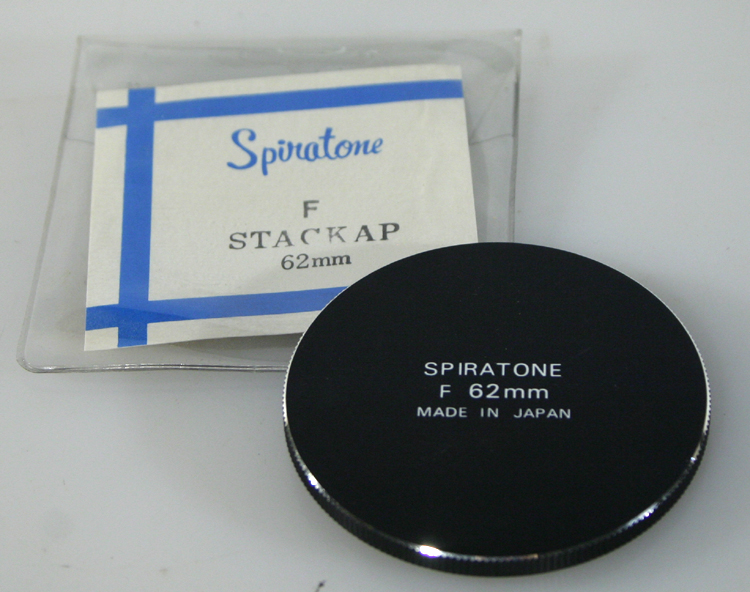 Spiratone
F
STACKAP
62mm
SPIRATONE
F 62mm
MADE IN JAPAN